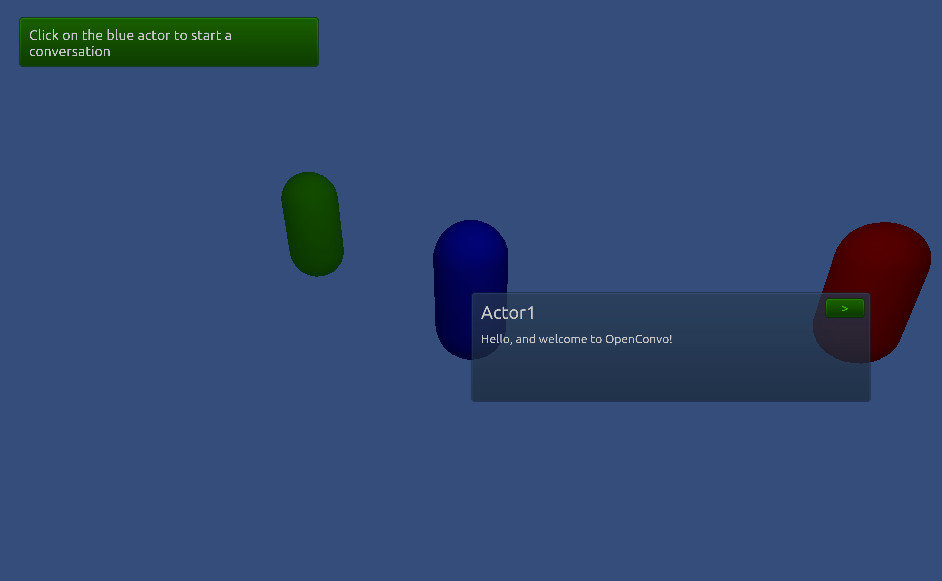 Click on the blue actor to start a
conversation
Actor1
>
Hello, and welcome to OpenConvo!